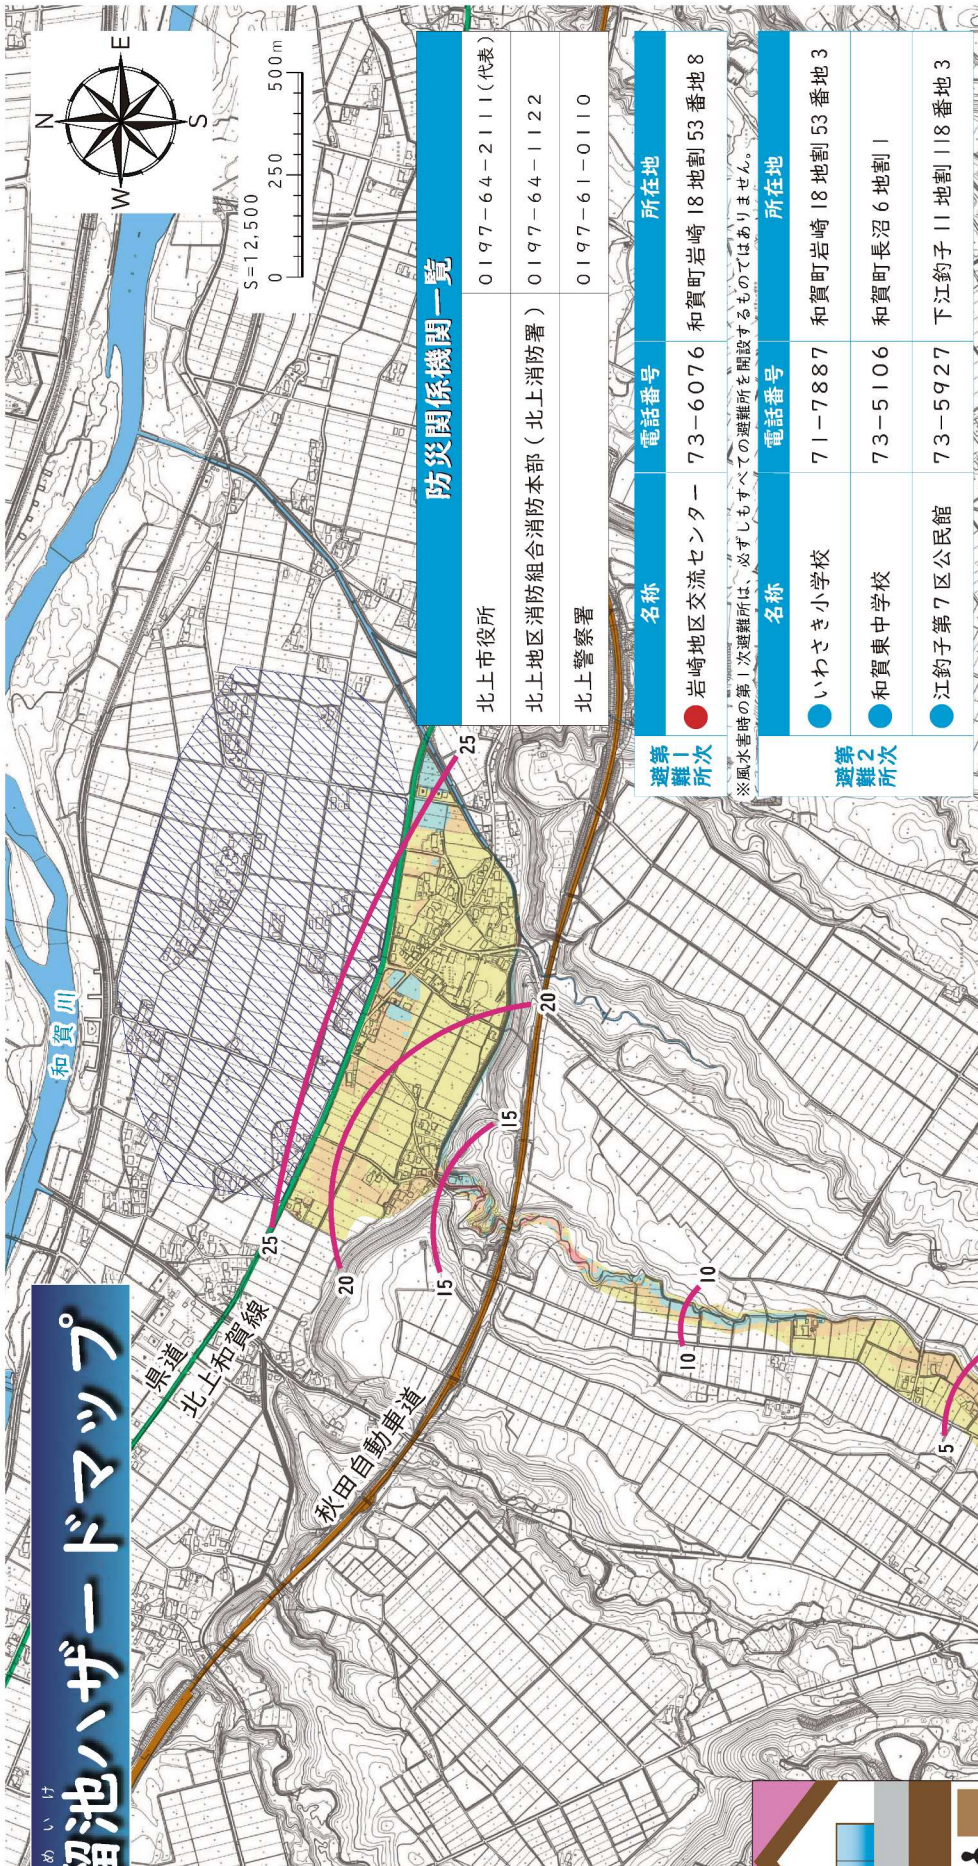 めいけ
溜池ハザードマップ
N
E
S
W
S=12,500
0 250 500m
和賀川
県道
北上和賀線
秋田自動車道
25
25
20
20
15
15
10
10
5
防災関係機関一覧
北上市役所 0197-64-2111(代表)
北上地区消防組合消防本部(北上消防署) 0197-64-1122
北上警察署 0197-61-0110
第1次避難所
名称 電話番号 所在地
岩崎地区交流センター 73-6076 和賀町岩崎18地割53番地8
※風水害時の第1次避難所は、必ずしもすべての避難所を開設するものではありません。
第2次避難所
名称 電話番号 所在地
いわさき小学校 71-7887 和賀町岩崎18地割53番地3
和賀東中学校 73-5106 和賀町長沼6地割1
江釣子第7区公民館 73-5927 下江釣子11地割118番地3